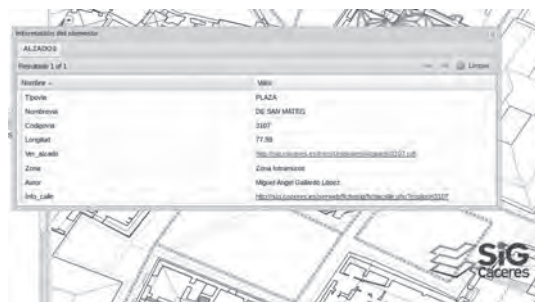 Información del elemento
ALZADOS
Resultado 1 of 1
Limpiar
Nombre Valor
Tipovia PLAZA
Nombrevia DE SAN MATEO
Codigovia 3107
Longitud 77.59
Ver_alzado
Zona Zona Intramuros
Autor Miguel Angel Gallardo López
Info_calle
SiG
Cáceres